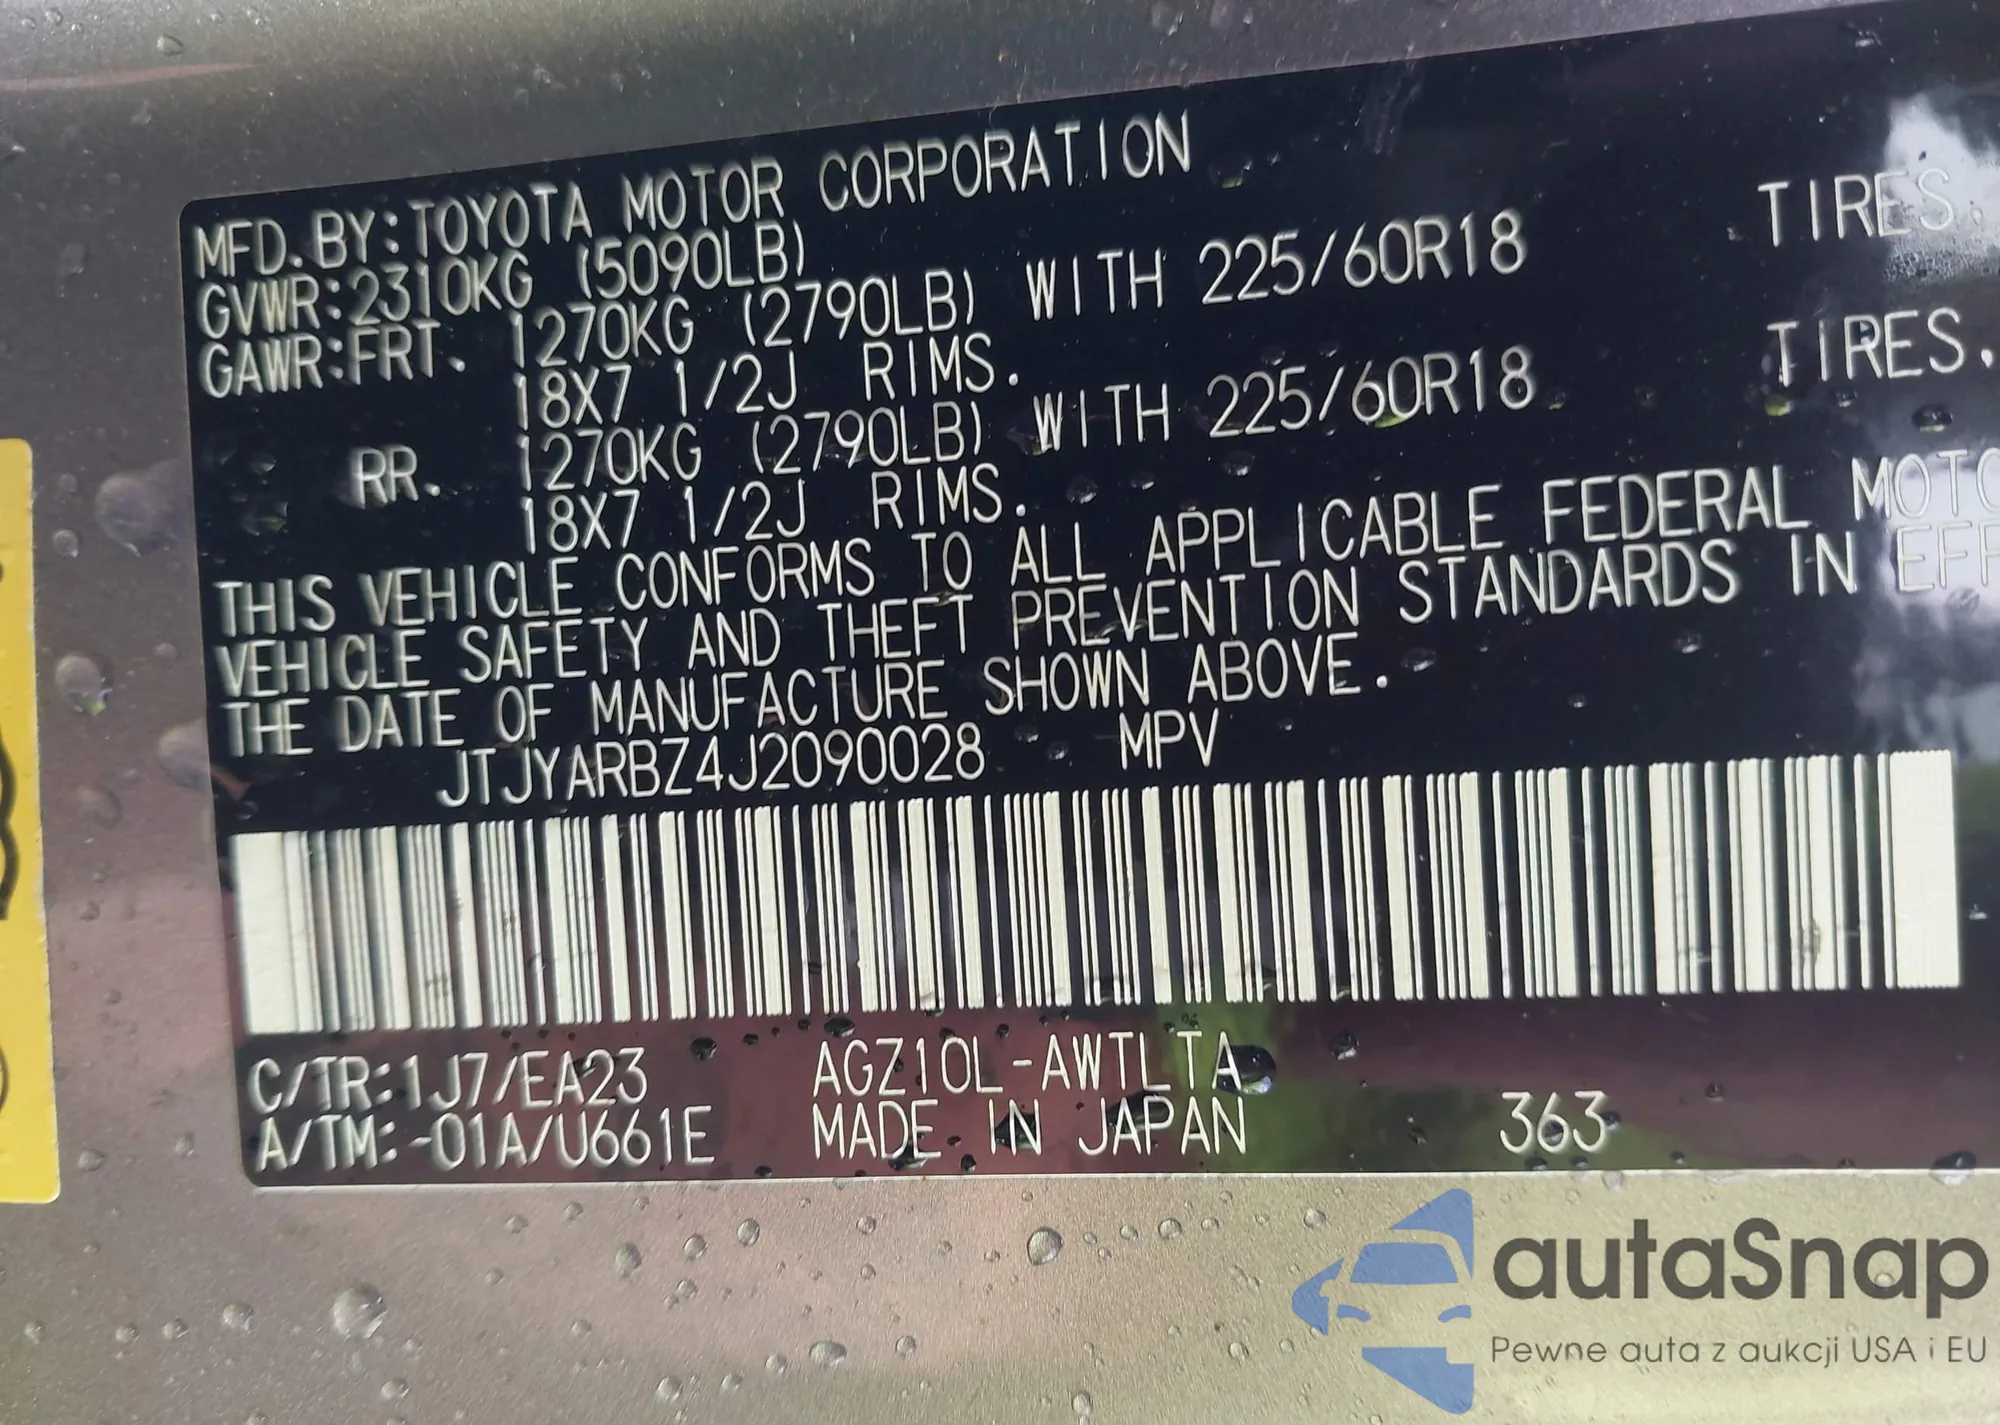 MFD. BY:TOYOTA MOTOR CORPORATION
GVWR:2310KG (5090LB)
GAWR:FRT. 1270KG (2790LB) WITH 225/60R18 TIRES,
18X7 1/2J RIMS.
RR. 1270KG (2790LB) WITH 225/60R18 TIRES,
18X7 1/2J RIMS.
THIS VEHICLE CONFORMS TO ALL APPLICABLE FEDERAL MOTO
VEHICLE SAFETY AND THEFT PREVENTION STANDARDS IN EFF
THE DATE OF MANUFACTURE SHOWN ABOVE.
JTJYARBZ4J2090028 MPV
C/TR:1J7/EA23 AGZ10L-AWTLTA
A/TM:-01A/U661E MADE IN JAPAN 363
autaSnap
Pewne auta z aukcji USA i EU